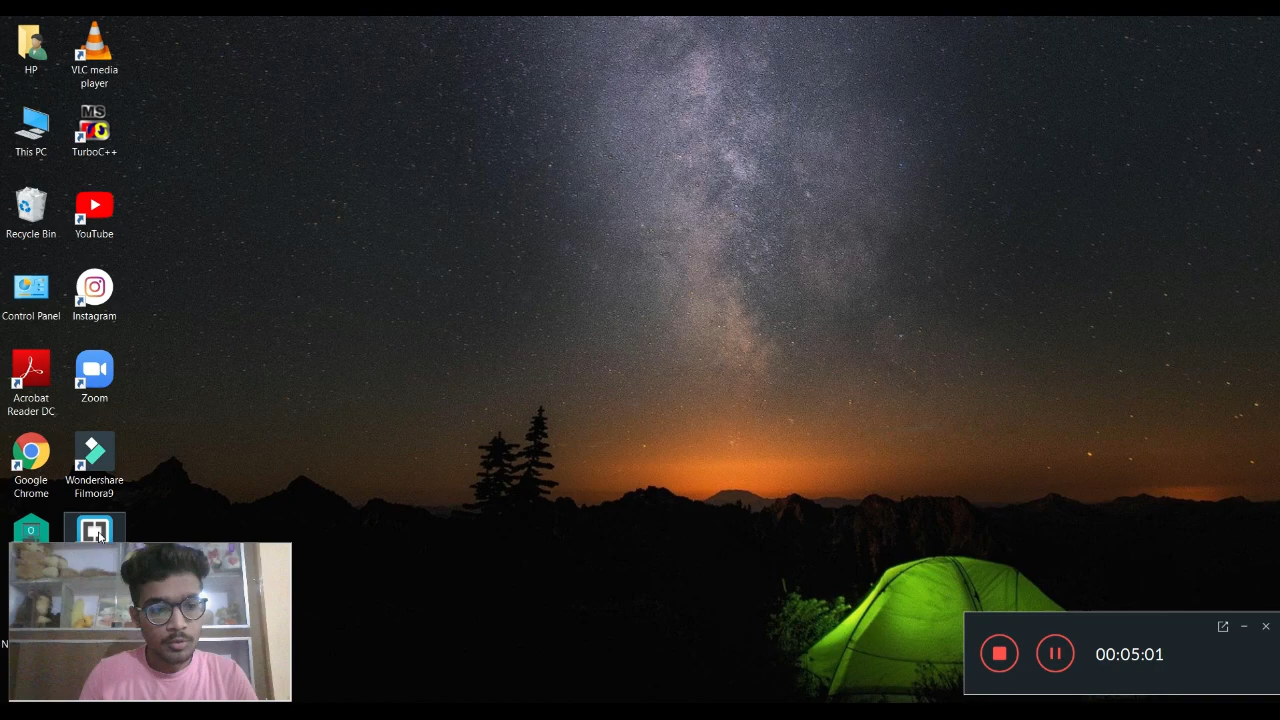 HP
VLC media
player
This PC
MS
TurboC++
Recycle Bin
YouTube
Control Panel
Instagram
Acrobat
Reader DC
Zoom
Google
Chrome
Wondershare
Filmora9
N
00:05:01